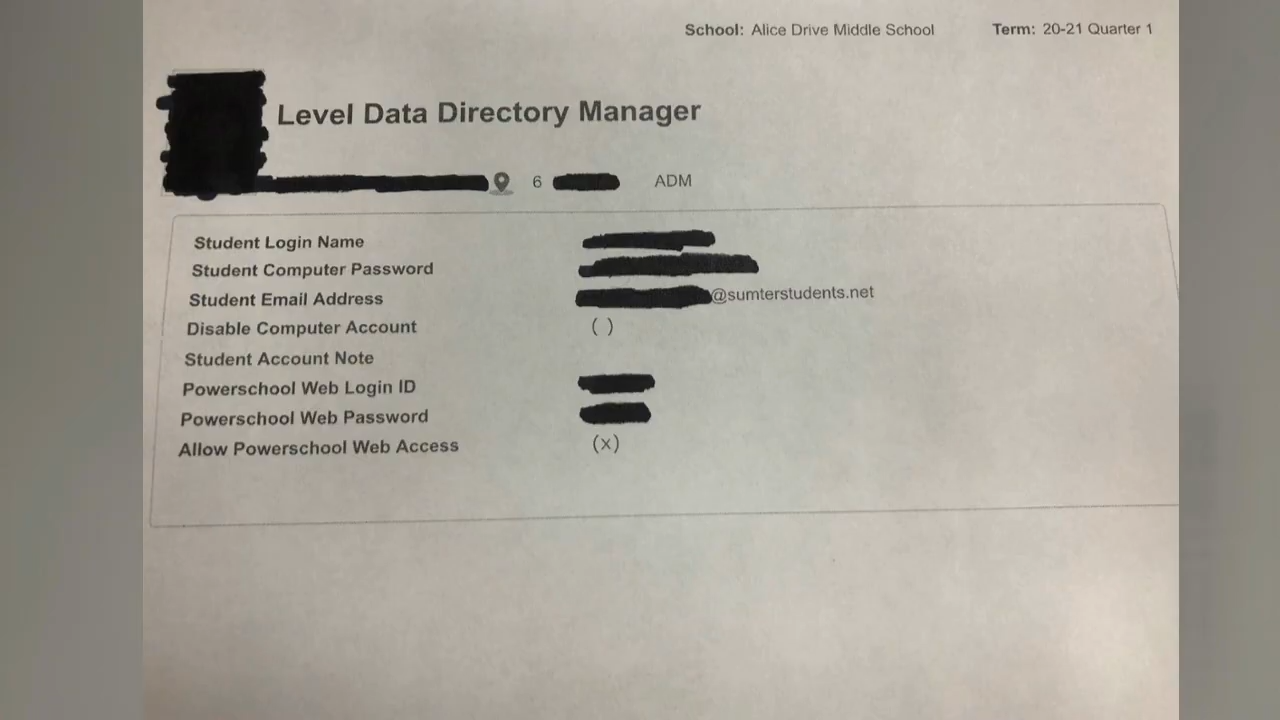 School: Alice Drive Middle School Term: 20-21 Quarter 1
Level Data Directory Manager
6 ADM
Student Login Name
Student Computer Password
Student Email Address @sumterstudents.net
Disable Computer Account ( )
Student Account Note
Powerschool Web Login ID
Powerschool Web Password
Allow Powerschool Web Access (x)